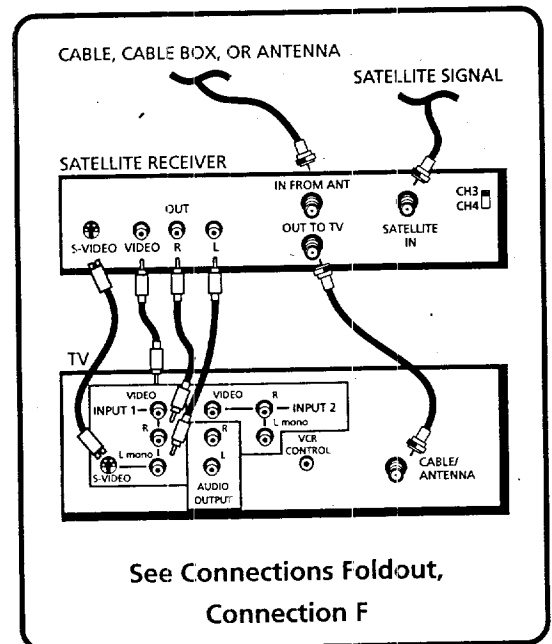 CABLE, CABLE BOX, OR ANTENNA
SATELLITE SIGNAL
SATELLITE RECEIVER
IN FROM ANT
CH3
CH4
OUT
OUT TO TV
SATELLITE
IN
S-VIDEO VIDEO R L
TV
VIDEO
INPUT 1
VIDEO
R
INPUT 2
R
R
L mono
VCR
CONTROL
L mono
L
S-VIDEO
AUDIO
OUTPUT
CABLE/
ANTENNA
See Connections Foldout,
Connection F